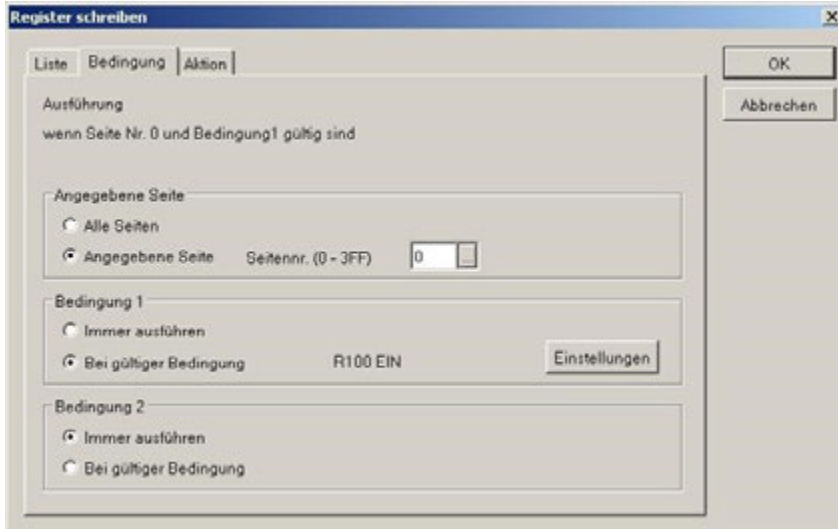 Register schreiben
Liste Bedingung Aktion
OK
Abbrechen
Ausführung
wenn Seite Nr. 0 und Bedingung1 gültig sind
Angegebene Seite
Alle Seiten
Angegebene Seite Seitennr. (0 - 3FF) 0 ...
Bedingung 1
Immer ausführen
Bei gültiger Bedingung R100 EIN Einstellungen
Bedingung 2
Immer ausführen
Bei gültiger Bedingung